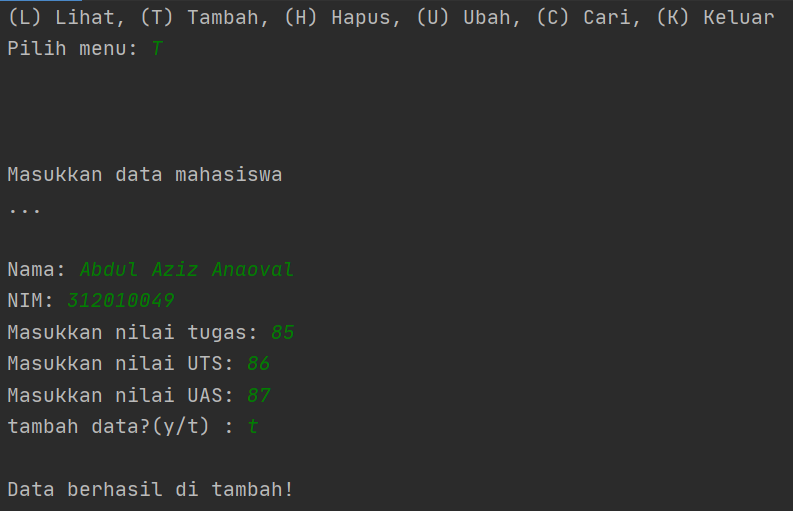 (L) Lihat, (T) Tambah, (H) Hapus, (U) Ubah, (C) Cari, (K) Keluar
Pilih menu: T
Masukkan data mahasiswa
...
Nama: Abdul Aziz Anaoval
NIM: 312010049
Masukkan nilai tugas: 85
Masukkan nilai UTS: 86
Masukkan nilai UAS: 87
tambah data?(y/t) : t
Data berhasil di tambah!